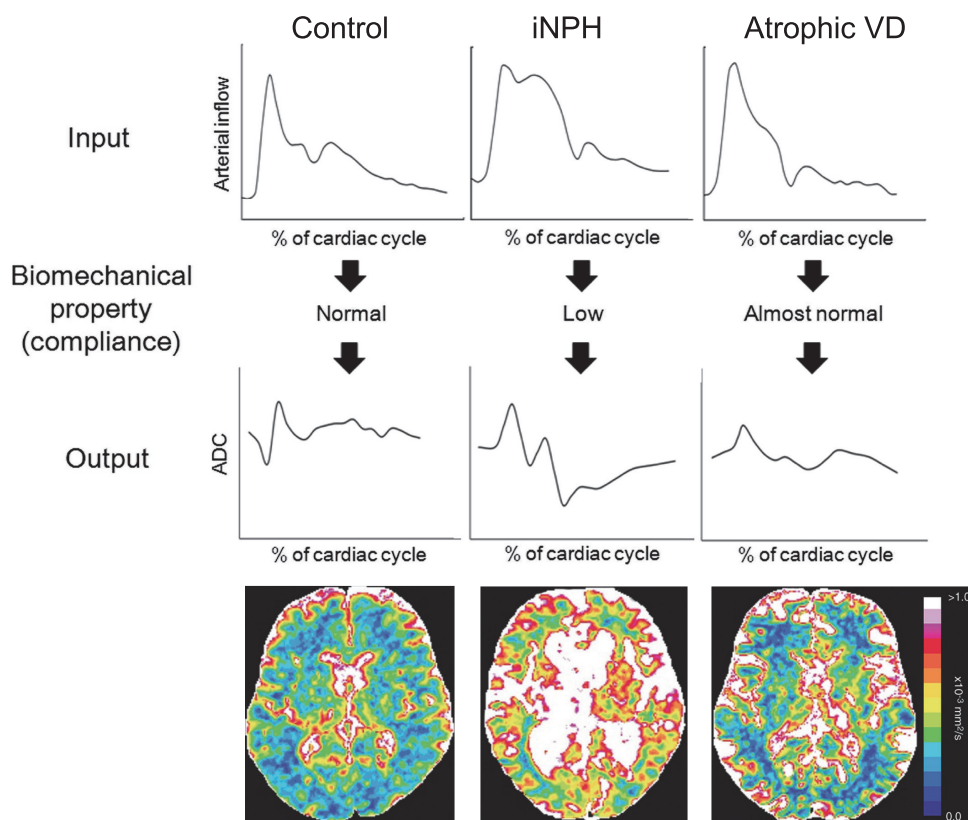 Control iNPH Atrophic VD
Input
Arterial inflow
% of cardiac cycle % of cardiac cycle % of cardiac cycle
Biomechanical
property
(compliance)
Normal Low Almost normal
Output
ADC
% of cardiac cycle % of cardiac cycle % of cardiac cycle
>1.0
x10-3 mm²/s
0.0